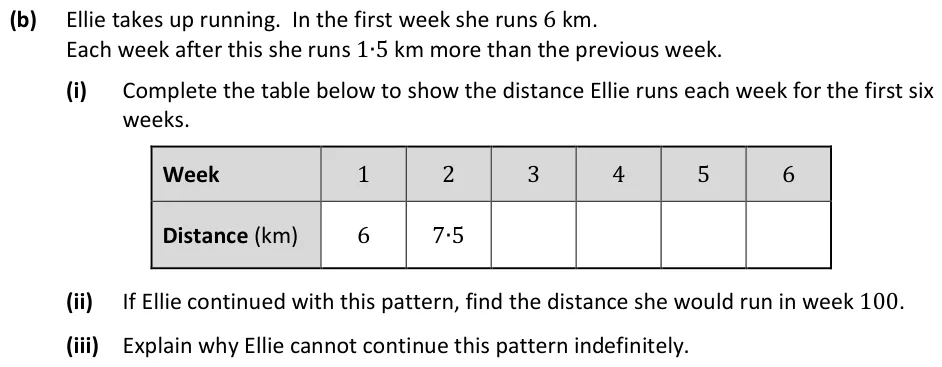 (b) Ellie takes up running. In the first week she runs 6 km.
Each week after this she runs 1·5 km more than the previous week.
(i) Complete the table below to show the distance Ellie runs each week for the first six
weeks.
Week 1 2 3 4 5 6
Distance (km) 6 7·5
(ii) If Ellie continued with this pattern, find the distance she would run in week 100.
(iii) Explain why Ellie cannot continue this pattern indefinitely.